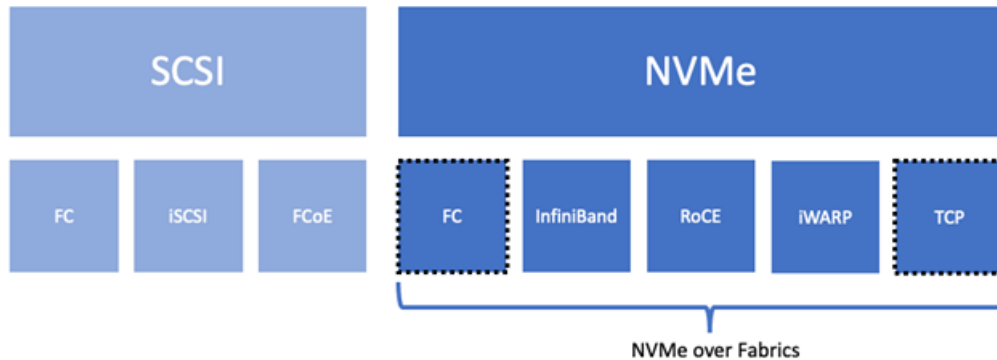 SCSI
NVMe
FC
iSCSI
FCoE
FC
InfiniBand
RoCE
iWARP
TCP
NVMe over Fabrics